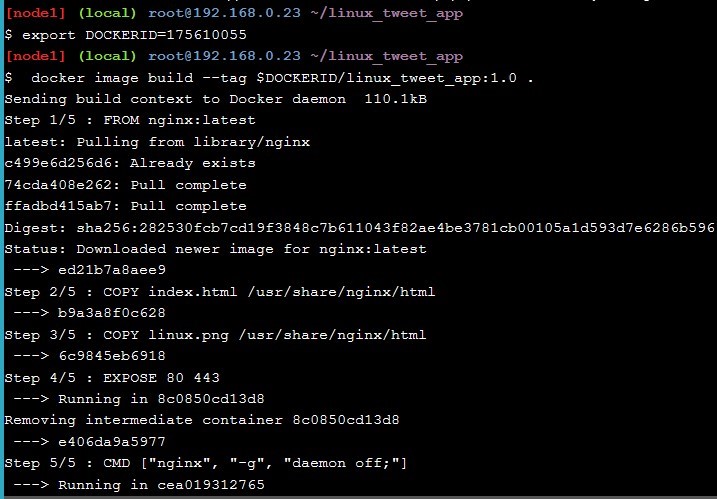 [node1] (local) root@192.168.0.23 ~/linux_tweet_app
$ export DOCKERID=175610055
[node1] (local) root@192.168.0.23 ~/linux_tweet_app
$  docker image build --tag $DOCKERID/linux_tweet_app:1.0 .
Sending build context to Docker daemon  110.1kB
Step 1/5 : FROM nginx:latest
latest: Pulling from library/nginx
c499e6d256d6: Already exists
74cda408e262: Pull complete
ffadbd415ab7: Pull complete
Digest: sha256:282530fcb7cd19f3848c7b611043f82ae4be3781cb00105a1d593d7e6286b596
Status: Downloaded newer image for nginx:latest
 ---> ed21b7a8aee9
Step 2/5 : COPY index.html /usr/share/nginx/html
 ---> b9a3a8f0c628
Step 3/5 : COPY linux.png /usr/share/nginx/html
 ---> 6c9845eb6918
Step 4/5 : EXPOSE 80 443
 ---> Running in 8c0850cd13d8
Removing intermediate container 8c0850cd13d8
 ---> e406da9a5977
Step 5/5 : CMD ["nginx", "-g", "daemon off;"]
 ---> Running in cea019312765